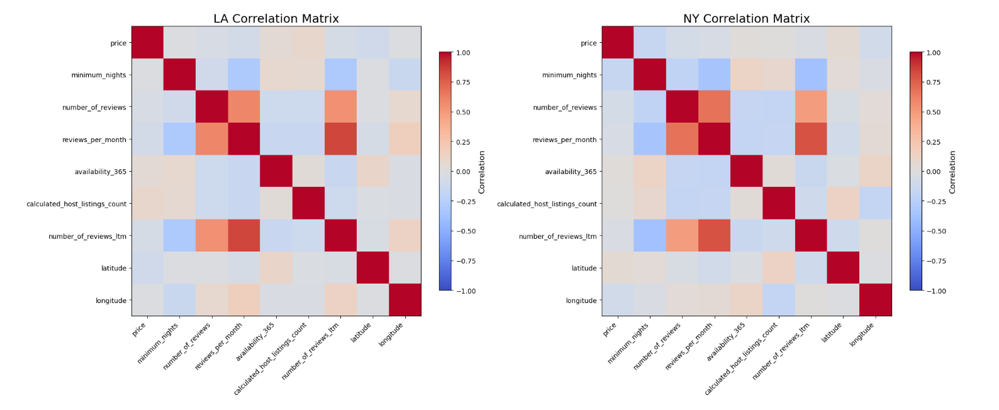 LA Correlation Matrix
price
minimum_nights
number_of_reviews
reviews_per_month
availability_365
calculated_host_listings_count
number_of_reviews_ltm
latitude
longitude
price
minimum_nights
number_of_reviews
reviews_per_month
availability_365
calculated_host_listings_count
number_of_reviews_ltm
latitude
longitude
1.00
0.75
0.50
0.25
0.00
−0.25
−0.50
−0.75
−1.00
Correlation
NY Correlation Matrix
price
minimum_nights
number_of_reviews
reviews_per_month
availability_365
calculated_host_listings_count
number_of_reviews_ltm
latitude
longitude
price
minimum_nights
number_of_reviews
reviews_per_month
availability_365
calculated_host_listings_count
number_of_reviews_ltm
latitude
longitude
1.00
0.75
0.50
0.25
0.00
−0.25
−0.50
−0.75
−1.00
Correlation